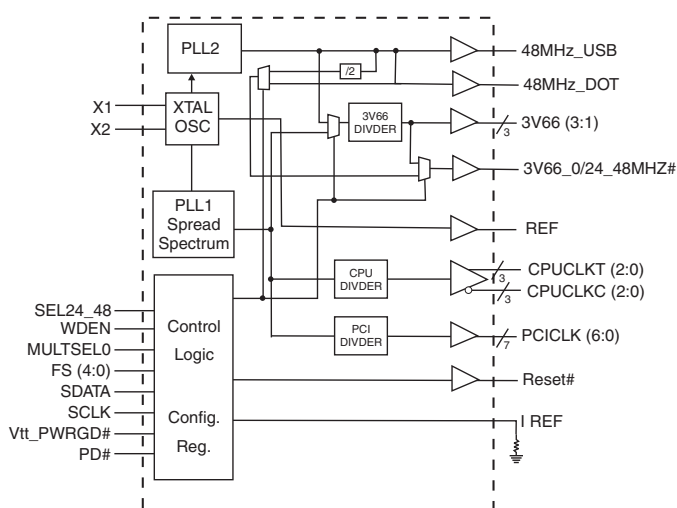 PLL2
48MHz_USB
/2
48MHz_DOT
X1
XTAL
OSC
X2
3V66
DIVDER
3V66 (3:1)
3
3V66_0/24_48MHZ#
PLL1
Spread
Spectrum
REF
CPU
DIVDER
CPUCLKT (2:0)
3
CPUCLKC (2:0)
3
PCI
DIVDER
PCICLK (6:0)
7
Control
Logic
Config.
Reg.
SEL24_48
WDEN
MULTSEL0
FS (4:0)
SDATA
SCLK
Vtt_PWRGD#
PD#
Reset#
I REF